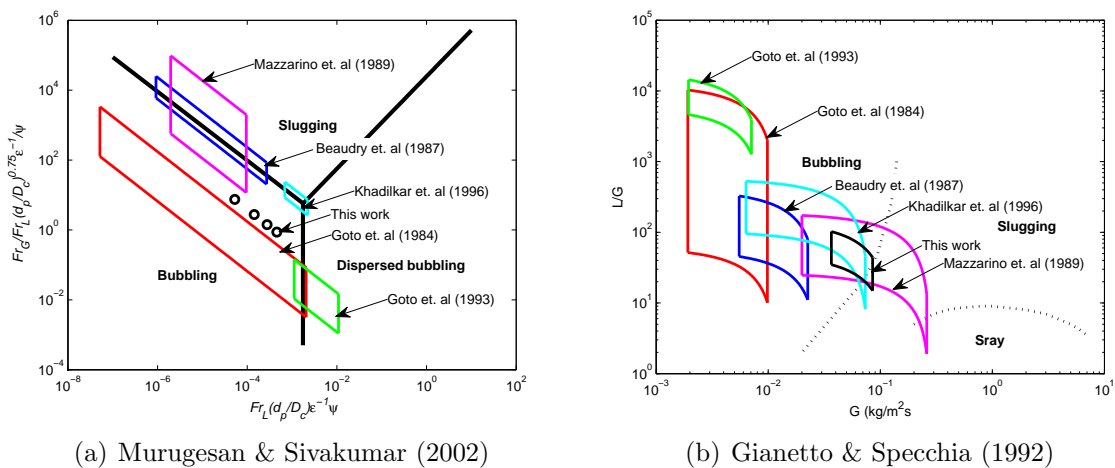 10^6
10^4
10^2
10^0
10^−2
10^−4
Fr_G/Fr_L(d_p/D_c)^0.75 ε^−1/ψ
Mazzarino et. al (1989)
Slugging
Beaudry et. al (1987)
Khadilkar et. al (1996)
This work
Goto et. al (1984)
Bubbling
Dispersed bubbling
Goto et. al (1993)
10^−8
10^−6
10^−4
10^−2
10^0
10^2
Fr_L(d_p/D_c)ε^−1ψ
(a) Murugesan & Sivakumar (2002)
10^5
10^4
10^3
10^2
10^1
10^0
L/G
Goto et. al (1993)
Goto et. al (1984)
Bubbling
Beaudry et. al (1987)
Khadilkar et. al (1996)
Slugging
This work
Mazzarino et. al (1989)
Sray
10^−3
10^−2
10^−1
10^0
10^1
G (kg/m^2s
(b) Gianetto & Specchia (1992)